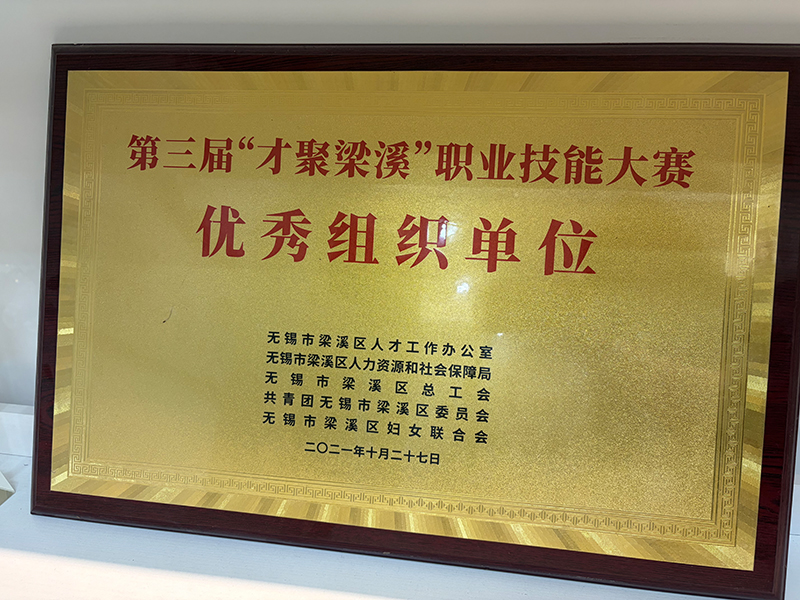 第三届“才聚梁溪”职业技能大赛
优秀组织单位
无锡市梁溪区人才工作办公室
无锡市梁溪区人力资源和社会保障局
无锡市梁溪区总工会
共青团无锡市梁溪区委员会
无锡市梁溪区妇女联合会
二〇二一年十月二十七日